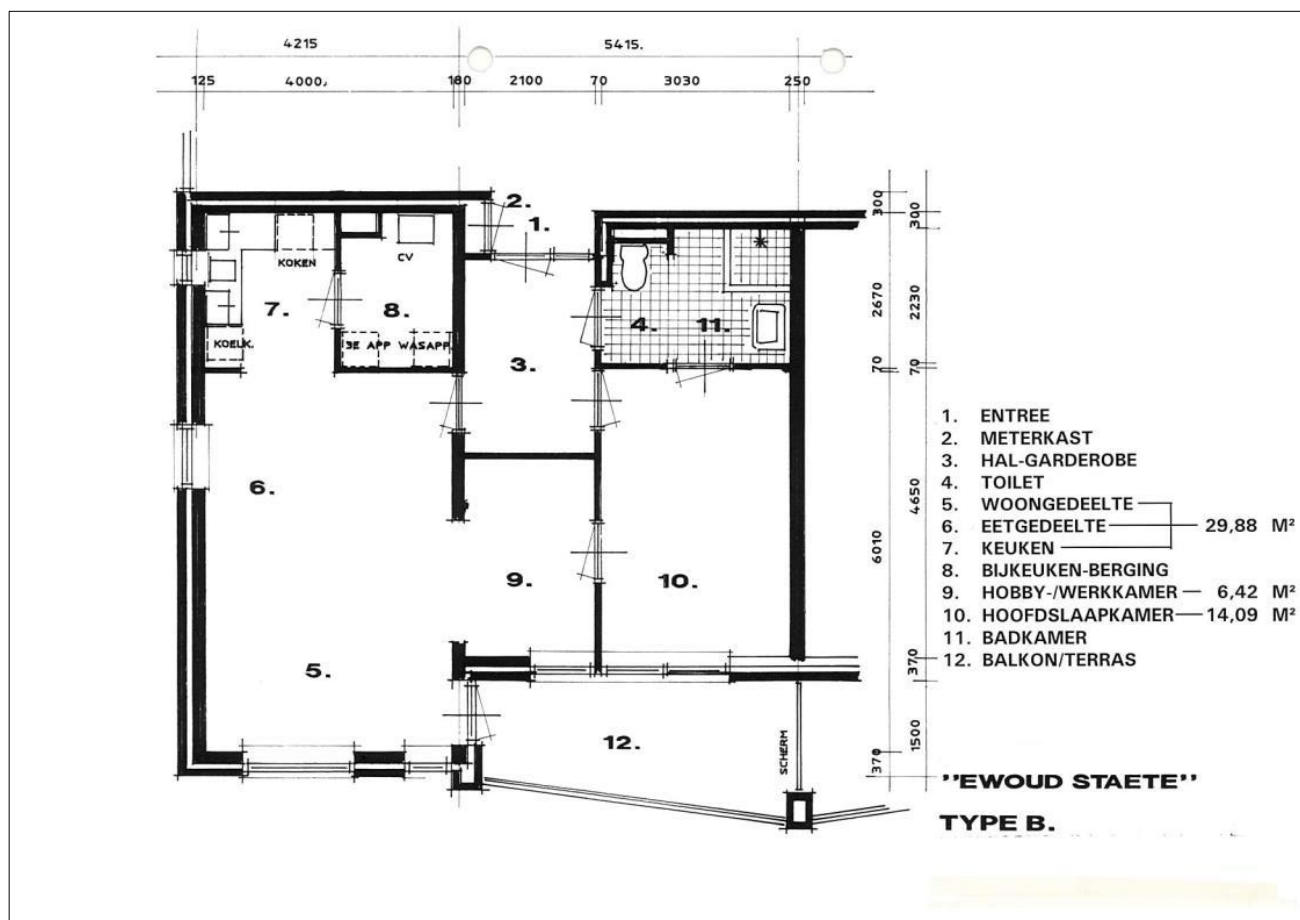 4215 5415.
125 4000, 180 2100 70 3030 250
2.
1.
KOKEN
CV
7.
8.
KOELK.
3E APP WASAPP.
4.
11.
3.
6.
9.
10.
5.
12.
SCHERM
300
300
2670
2230
70
70
4650
6010
370
1500
370
1. ENTREE
2. METERKAST
3. HAL-GARDEROBE
4. TOILET
5. WOONGEDEELTE
6. EETGEDEELTE 29,88 M²
7. KEUKEN
8. BIJKEUKEN-BERGING
9. HOBBY-/WERKKAMER — 6,42 M²
10. HOOFDSLAAPKAMER — 14,09 M²
11. BADKAMER
12. BALKON/TERRAS
"EWOUD STAETE"
TYPE B.